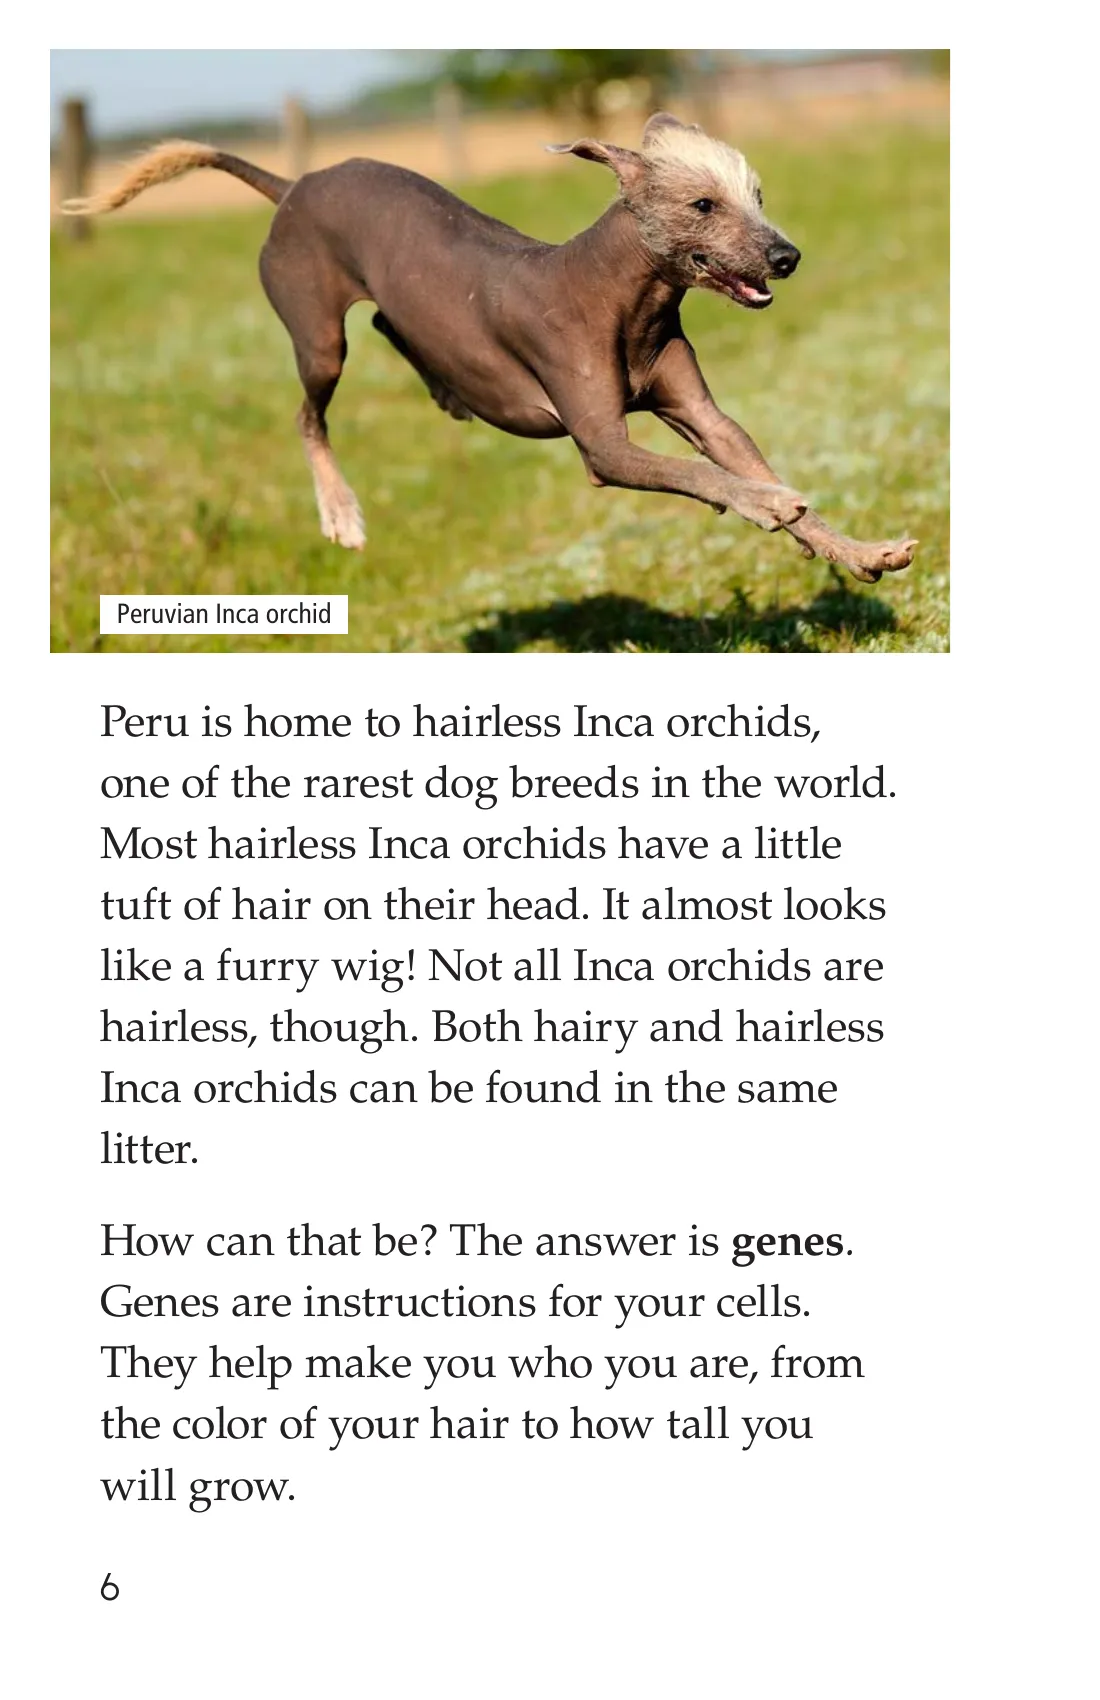 Peruvian Inca orchid
Peru is home to hairless Inca orchids,
one of the rarest dog breeds in the world.
Most hairless Inca orchids have a little
tuft of hair on their head. It almost looks
like a furry wig! Not all Inca orchids are
hairless, though. Both hairy and hairless
Inca orchids can be found in the same
litter.
How can that be? The answer is genes.
Genes are instructions for your cells.
They help make you who you are, from
the color of your hair to how tall you
will grow.
6